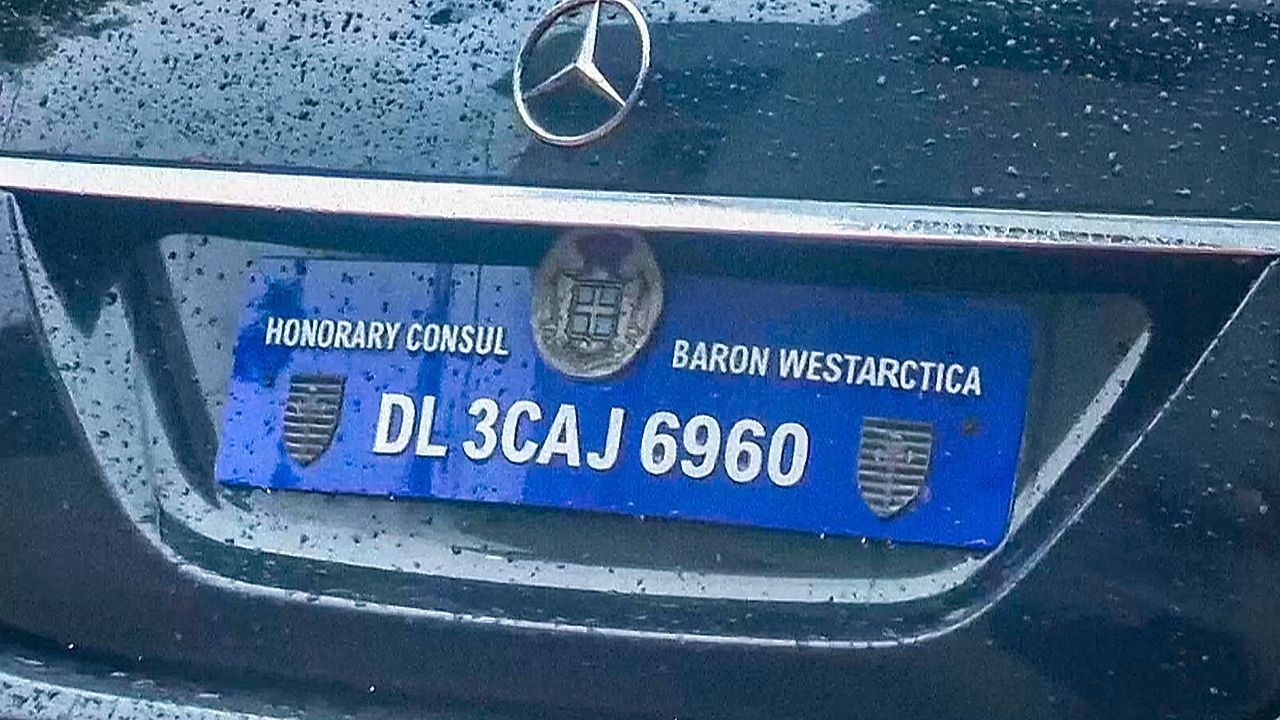 HONORARY CONSUL
BARON WESTARCTICA
DL 3CAJ 6960